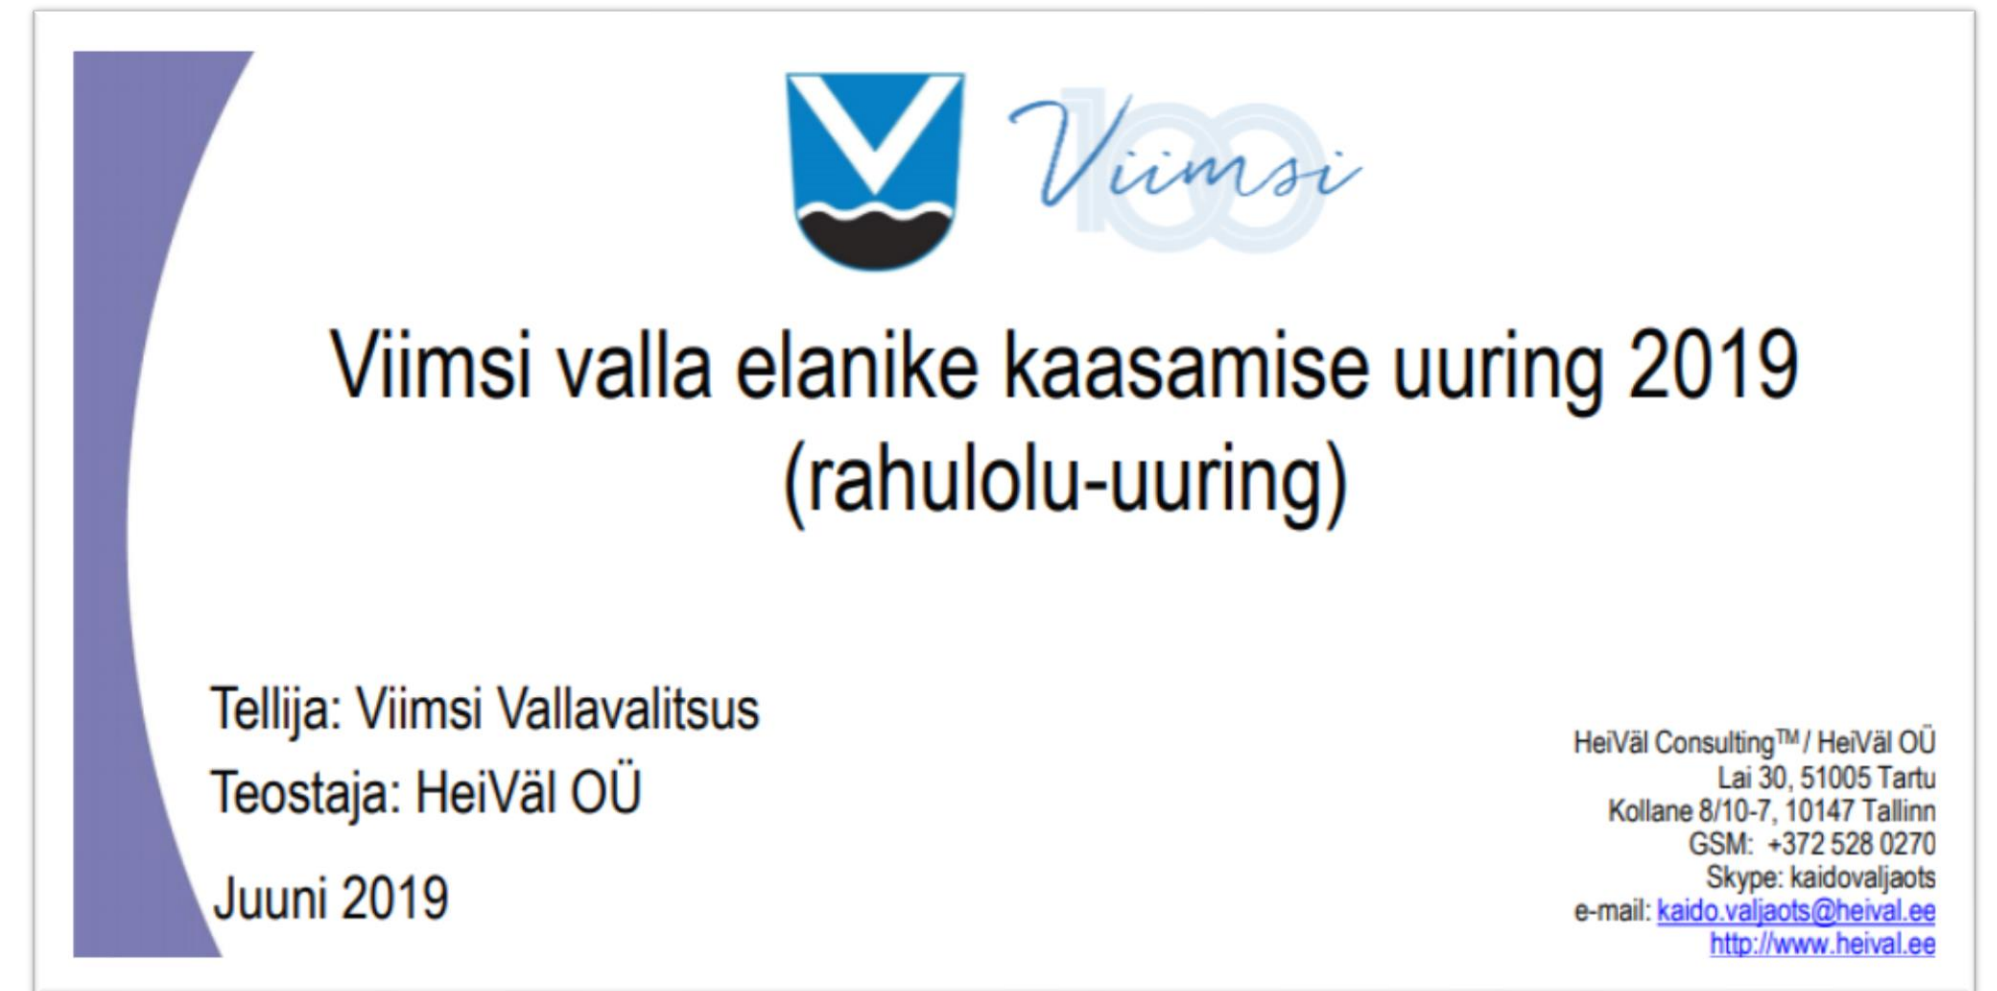 100
Viimsi
Viimsi valla elanike kaasamise uuring 2019
(rahulolu-uuring)
Tellija: Viimsi Vallavalitsus
Teostaja: HeiVäl OÜ
Juuni 2019
HeiVäl Consulting™ / HeiVäl OÜ
Lai 30, 51005 Tartu
Kollane 8/10-7, 10147 Tallinn
GSM: +372 528 0270
Skype: kaidovaljaots
e-mail: kaido.valjaots@heival.ee
http://www.heival.ee